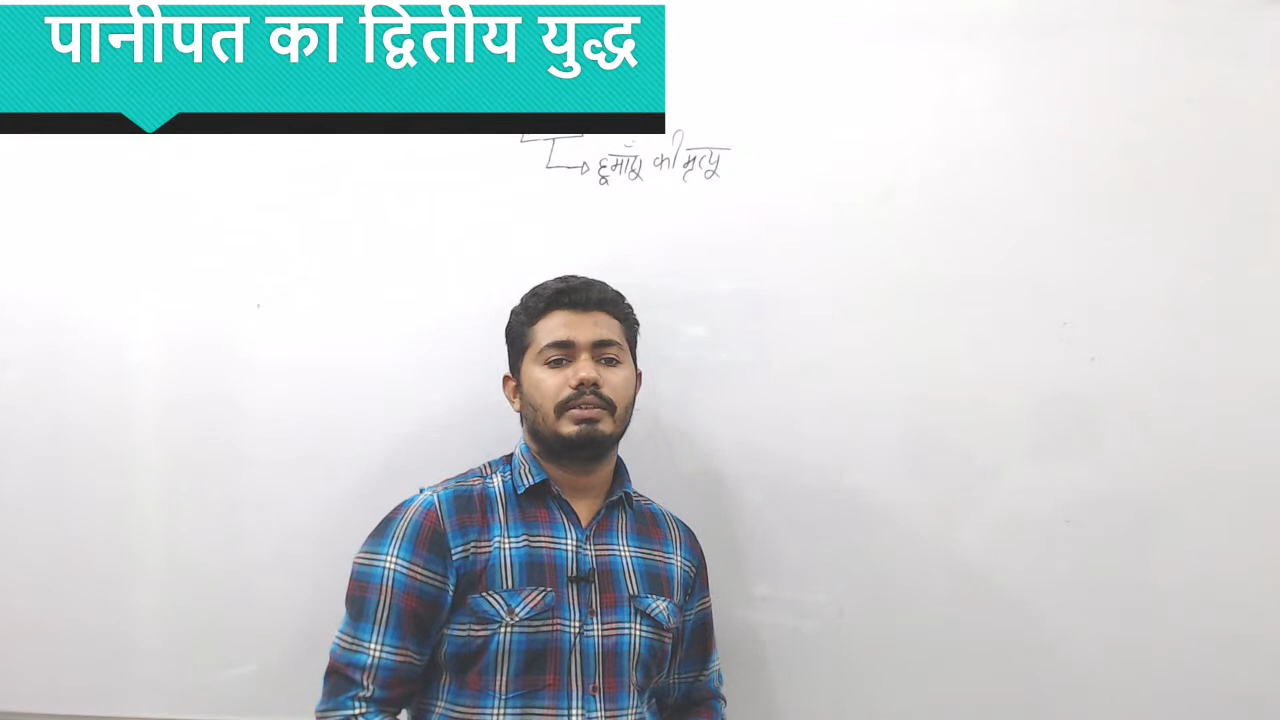 पानीपत का द्वितीय युद्ध
हूमाँयू की मृत्यू